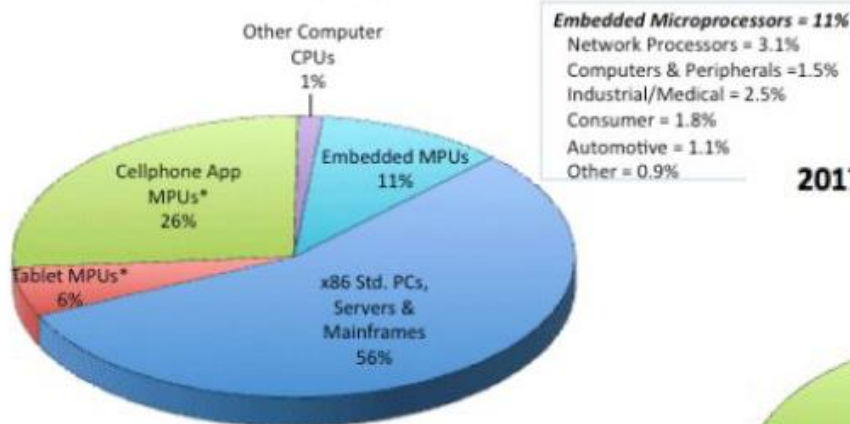 Other Computer
CPUs
1%
Embedded MPUs
11%
Cellphone App
MPUs*
26%
Tablet MPUs*
6%
x86 Std. PCs,
Servers &
Mainframes
56%
Embedded Microprocessors = 11%
Network Processors = 3.1%
Computers & Peripherals =1.5%
Industrial/Medical = 2.5%
Consumer = 1.8%
Automotive = 1.1%
Other = 0.9%